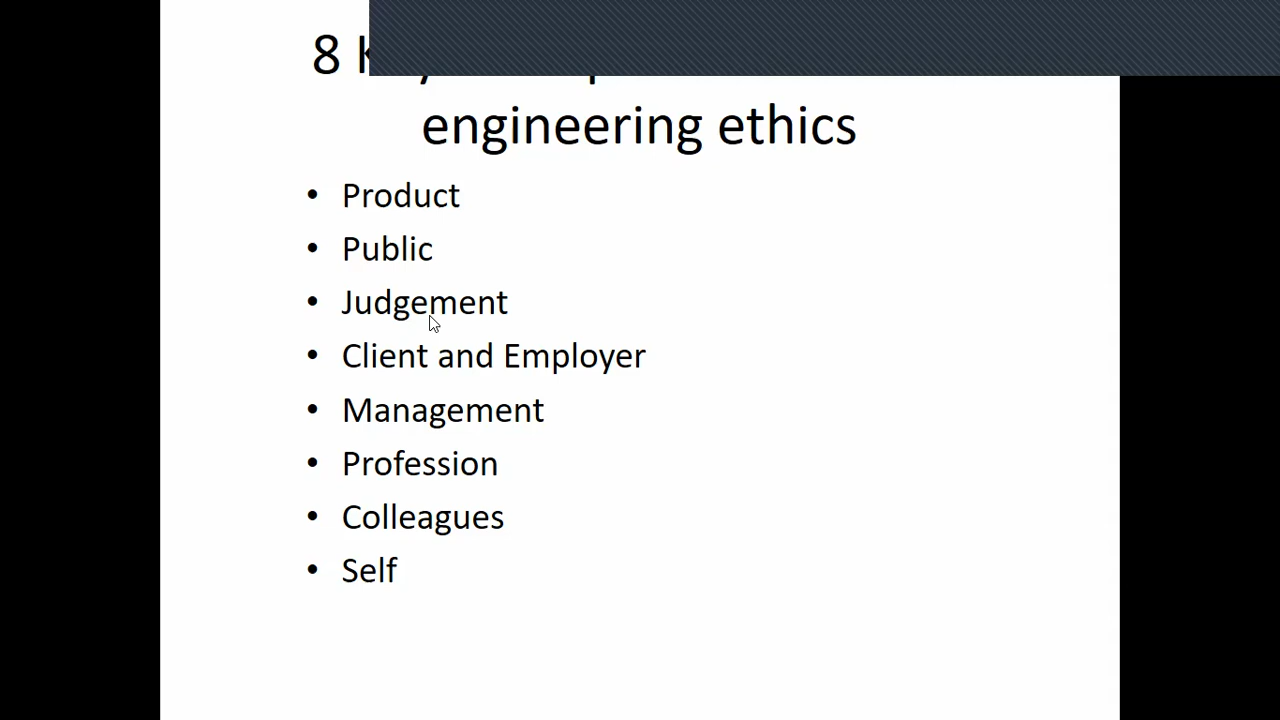 8
engineering ethics
• Product
• Public
• Judgement
• Client and Employer
• Management
• Profession
• Colleagues
• Self